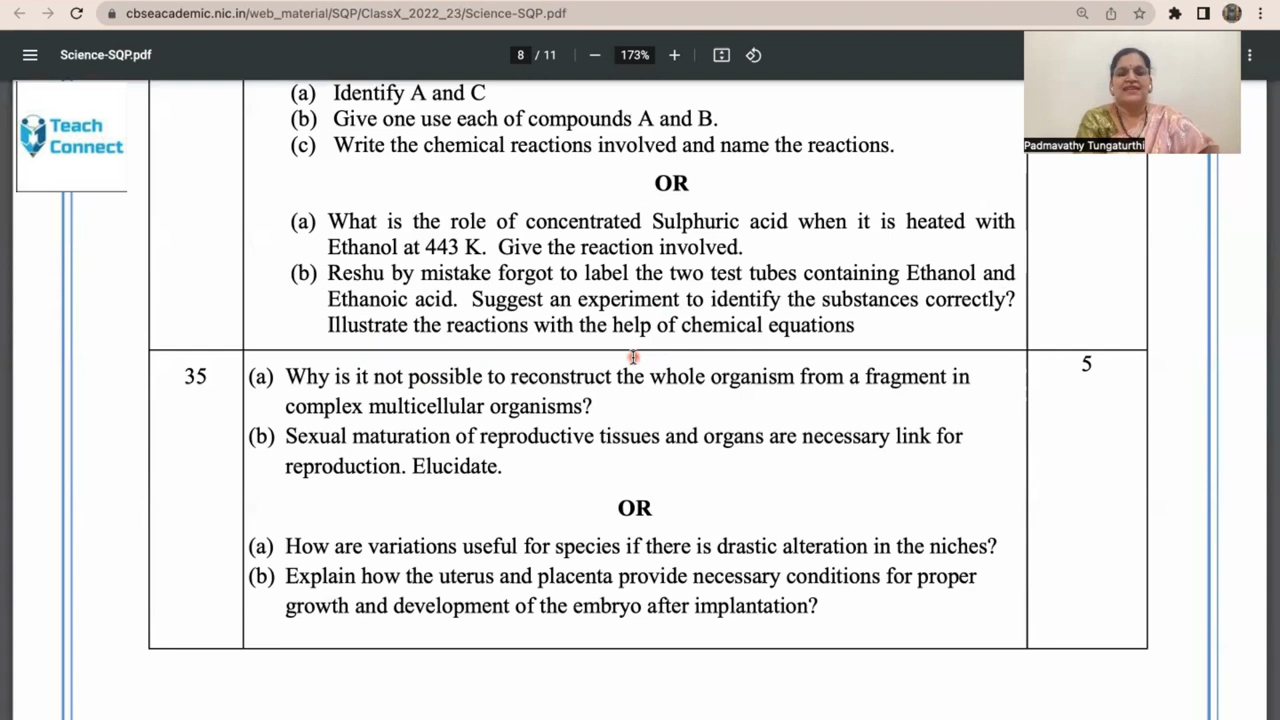 cbseacademic.nic.in/web_material/SQP/ClassX_2022_23/Science-SQP.pdf
Science-SQP.pdf
8 / 11
173%
Teach
Connect
Padmavathy Tungaturthi
(a) Identify A and C
(b) Give one use each of compounds A and B.
(c) Write the chemical reactions involved and name the reactions.
OR
(a) What is the role of concentrated Sulphuric acid when it is heated with
Ethanol at 443 K. Give the reaction involved.
(b) Reshu by mistake forgot to label the two test tubes containing Ethanol and
Ethanoic acid. Suggest an experiment to identify the substances correctly?
Illustrate the reactions with the help of chemical equations
35
(a) Why is it not possible to reconstruct the whole organism from a fragment in
complex multicellular organisms?
(b) Sexual maturation of reproductive tissues and organs are necessary link for
reproduction. Elucidate.
OR
(a) How are variations useful for species if there is drastic alteration in the niches?
(b) Explain how the uterus and placenta provide necessary conditions for proper
growth and development of the embryo after implantation?
5